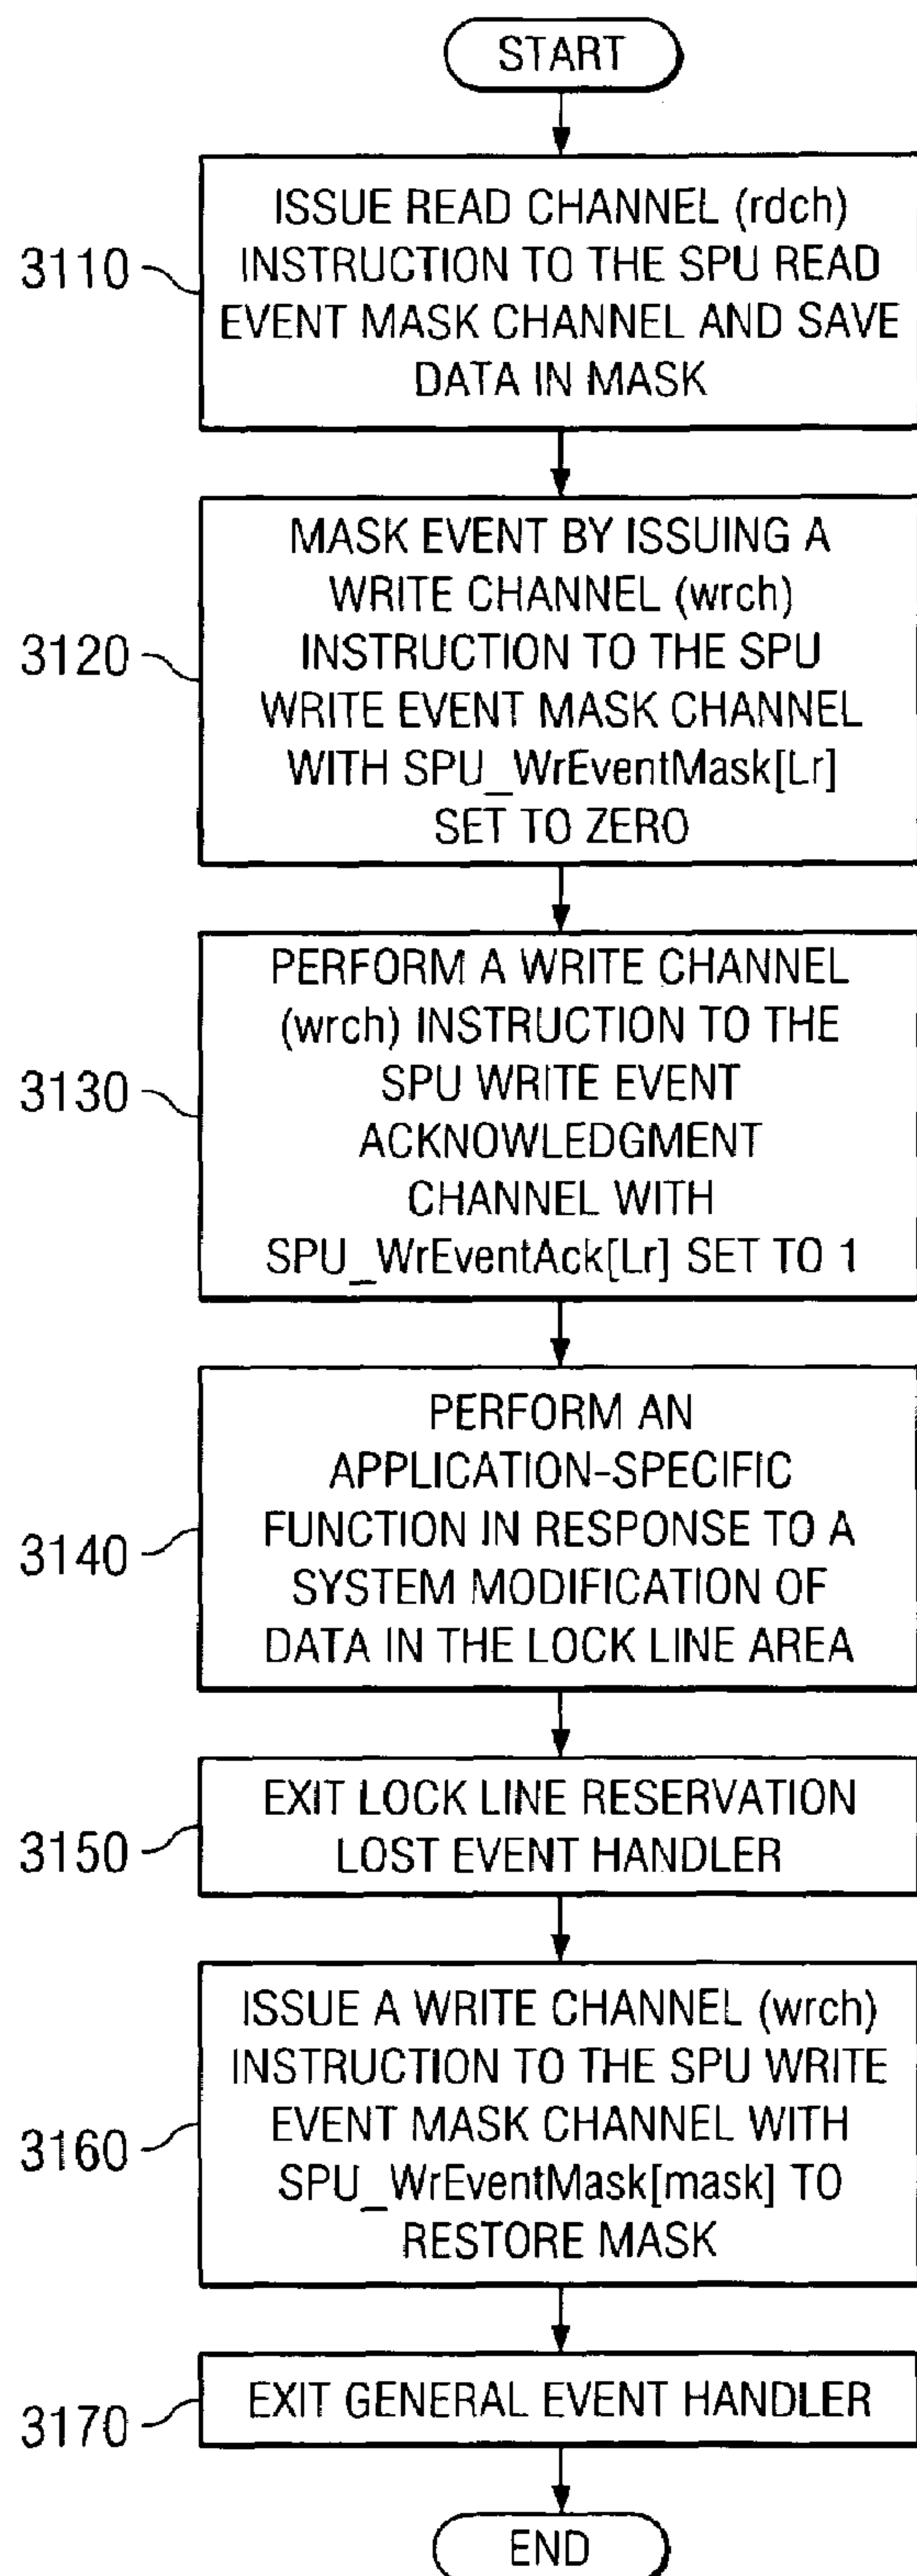 START
3110
ISSUE READ CHANNEL (rdch)
INSTRUCTION TO THE SPU READ
EVENT MASK CHANNEL AND SAVE
DATA IN MASK
3120
MASK EVENT BY ISSUING A
WRITE CHANNEL (wrch)
INSTRUCTION TO THE SPU
WRITE EVENT MASK CHANNEL
WITH SPU_WrEventMask[Lr]
SET TO ZERO
3130
PERFORM A WRITE CHANNEL
(wrch) INSTRUCTION TO THE
SPU WRITE EVENT
ACKNOWLEDGMENT
CHANNEL WITH
SPU_WrEventAck[Lr] SET TO 1
3140
PERFORM AN
APPLICATION-SPECIFIC
FUNCTION IN RESPONSE TO A
SYSTEM MODIFICATION OF
DATA IN THE LOCK LINE AREA
3150
EXIT LOCK LINE RESERVATION
LOST EVENT HANDLER
3160
ISSUE A WRITE CHANNEL (wrch)
INSTRUCTION TO THE SPU WRITE
EVENT MASK CHANNEL WITH
SPU_WrEventMask[mask] TO
RESTORE MASK
3170
EXIT GENERAL EVENT HANDLER
END